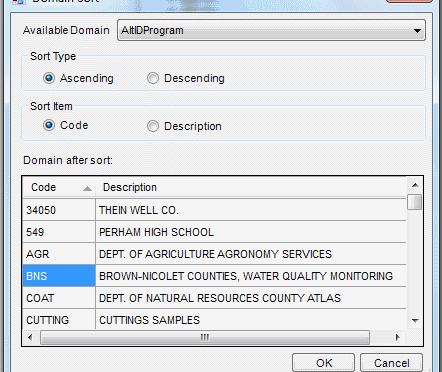 Available Domain AltIDProgram
Sort Type
Ascending Descending
Sort Item
Code Description
Domain after sort:
Code Description
34050 THEIN WELL CO.
549 PERHAM HIGH SCHOOL
AGR DEPT. OF AGRICULTURE AGRONOMY SERVICES
BNS BROWN-NICOLET COUNTIES, WATER QUALITY MONITORING
COAT DEPT. OF NATURAL RESOURCES COUNTY ATLAS
CUTTING CUTTINGS SAMPLES
OK Cancel